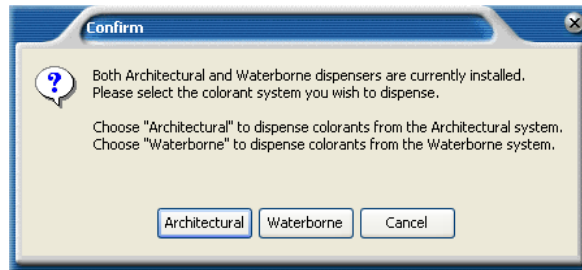 Confirm
Both Architectural and Waterborne dispensers are currently installed.
Please select the colorant system you wish to dispense.
Choose "Architectural" to dispense colorants from the Architectural system.
Choose "Waterborne" to dispense colorants from the Waterborne system.
Architectural Waterborne Cancel